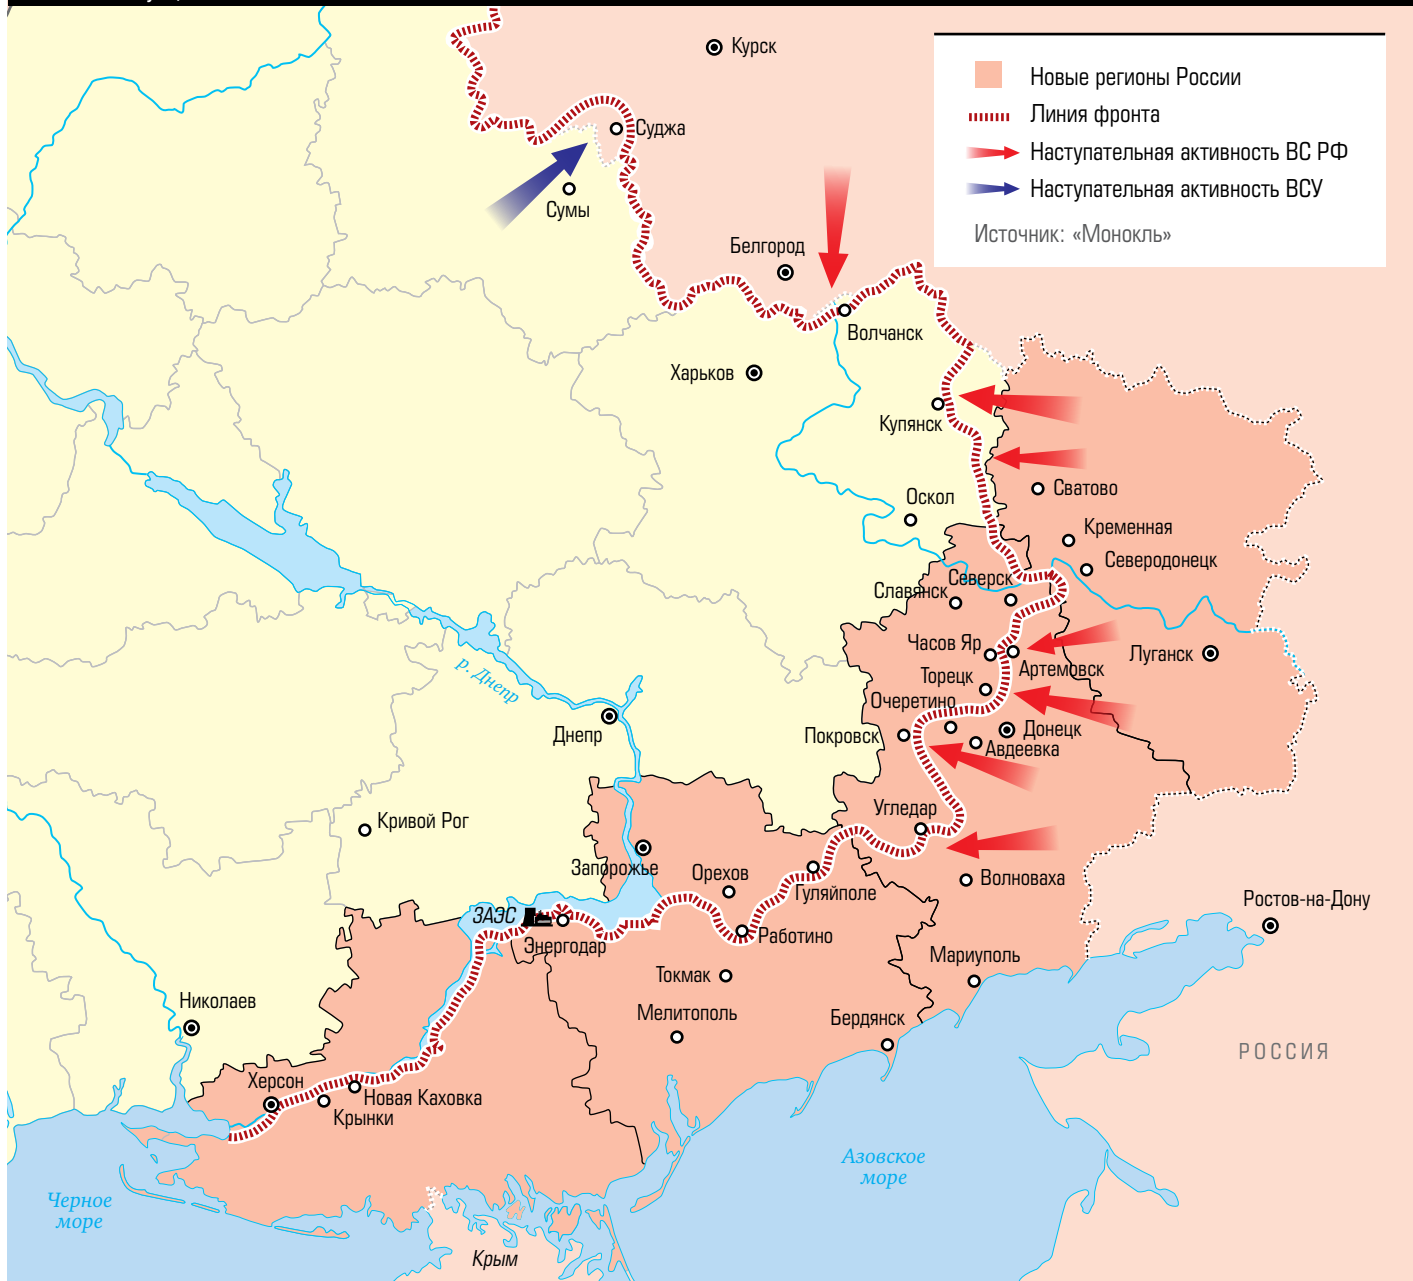 Курск
Суджа
Сумы
Белгород
Волчанск
Харьков
Купянск
Оскол
Сватово
Кременная
Северодонецк
Северск
Славянск
Часов Яр
Артемовск
Луганск
Торецк
Очеретино
Покровск
Донецк
Авдеевка
р. Днепр
Днепр
Угледар
Кривой Рог
Запорожье
Орехов
Гуляйполе
Волноваха
Ростов-на-Дону
ЗАЭС
Энергодар
Работино
Токмак
Мариуполь
Николаев
Мелитополь
Бердянск
РОССИЯ
Херсон
Новая Каховка
Крынки
Азовское
море
Черное
море
Крым
Новые регионы России
Линия фронта
Наступательная активность ВС РФ
Наступательная активность ВСУ
Источник: «Монокль»